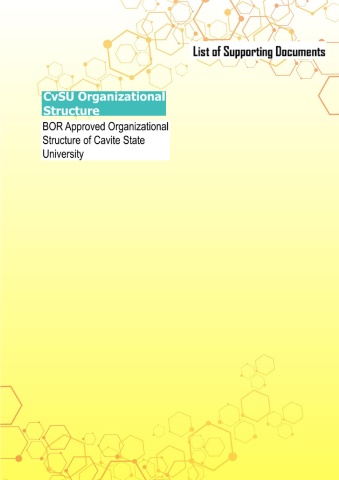 List of Supporting Documents
CvSU Organizational
Structure
BOR Approved Organizational
Structure of Cavite State
University